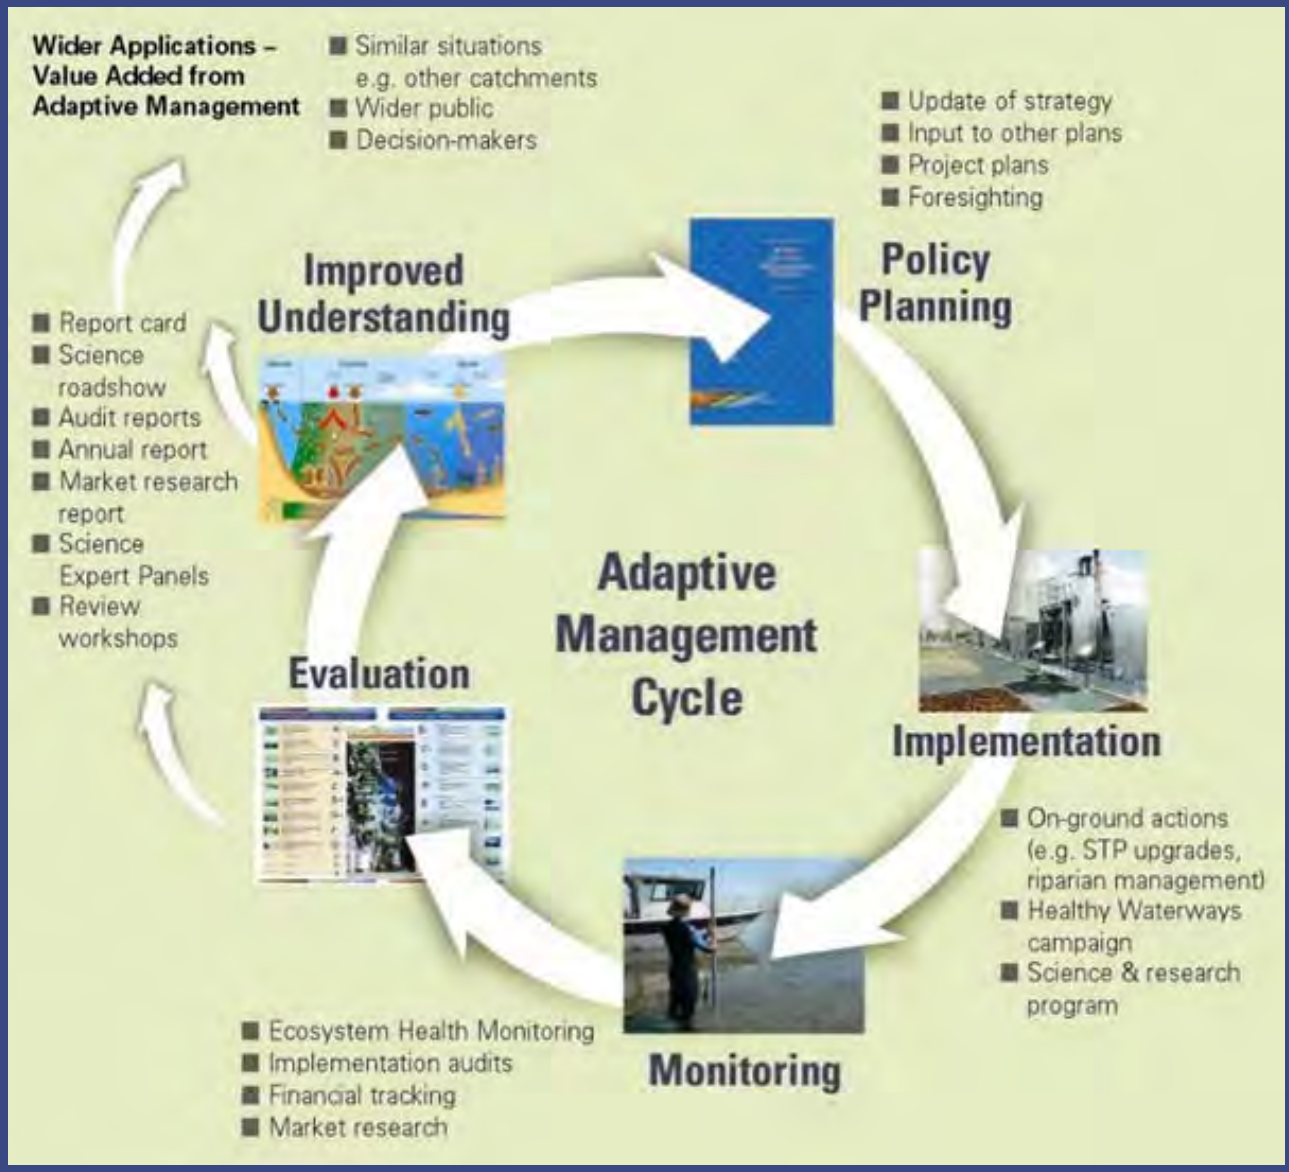 Wider Applications –
Value Added from
Adaptive Management
■ Similar situations
e.g. other catchments
■ Wider public
■ Decision-makers
■ Update of strategy
■ Input to other plans
■ Project plans
■ Foresighting
Policy
Planning
Improved
Understanding
■ Report card
■ Science
roadshow
■ Audit reports
■ Annual report
■ Market research
report
■ Science
Expert Panels
■ Review
workshops
Adaptive
Management
Cycle
Evaluation
Implementation
■ On-ground actions
(e.g. STP upgrades,
riparian management)
■ Healthy Waterways
campaign
■ Science & research
program
■ Ecosystem Health Monitoring
■ Implementation audits
■ Financial tracking
■ Market research
Monitoring